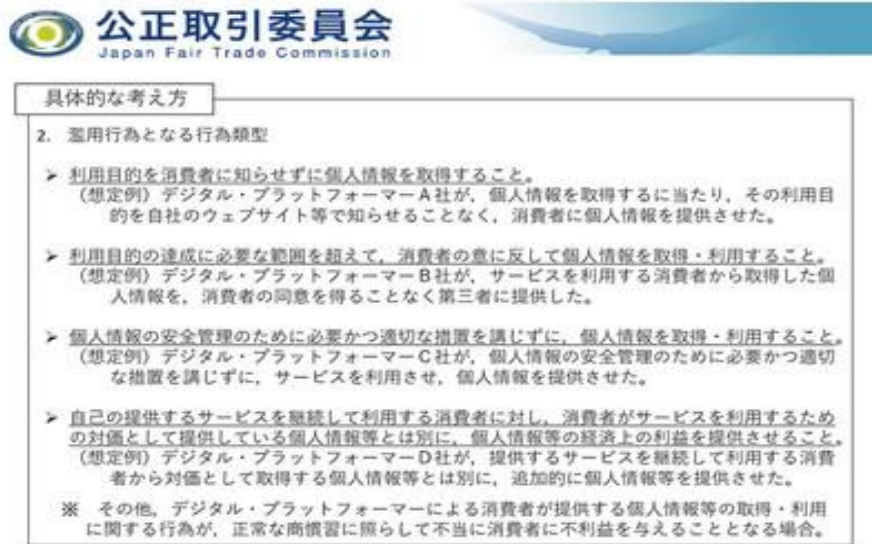 公正取引委員会
Japan Fair Trade Commission
具体的な考え方
2. 濫用行為となる行為類型
➤ 利用目的を消費者に知らせずに個人情報を取得すること。
（想定例）デジタル・プラットフォーマーA社が，個人情報を取得するに当たり，その利用目
的を自社のウェブサイト等で知らせることなく，消費者に個人情報を提供させた。
➤ 利用目的の達成に必要な範囲を超えて，消費者の意に反して個人情報を取得・利用すること。
（想定例）デジタル・プラットフォーマーB社が，サービスを利用する消費者から取得した個
人情報を，消費者の同意を得ることなく第三者に提供した。
➤ 個人情報の安全管理のために必要かつ適切な措置を講じずに，個人情報を取得・利用すること。
（想定例）デジタル・プラットフォーマーC社が，個人情報の安全管理のために必要かつ適切
な措置を講じずに，サービスを利用させ，個人情報を提供させた。
➤ 自己の提供するサービスを継続して利用する消費者に対し，消費者がサービスを利用するため
の対価として提供している個人情報等とは別に，個人情報等の経済上の利益を提供させること。
（想定例）デジタル・プラットフォーマーD社が，提供するサービスを継続して利用する消費
者から対価として取得する個人情報等とは別に，追加的に個人情報等を提供させた。
※ その他，デジタル・プラットフォーマーによる消費者が提供する個人情報等の取得・利用
に関する行為が，正常な商慣習に照らして不当に消費者に不利益を与えることとなる場合。